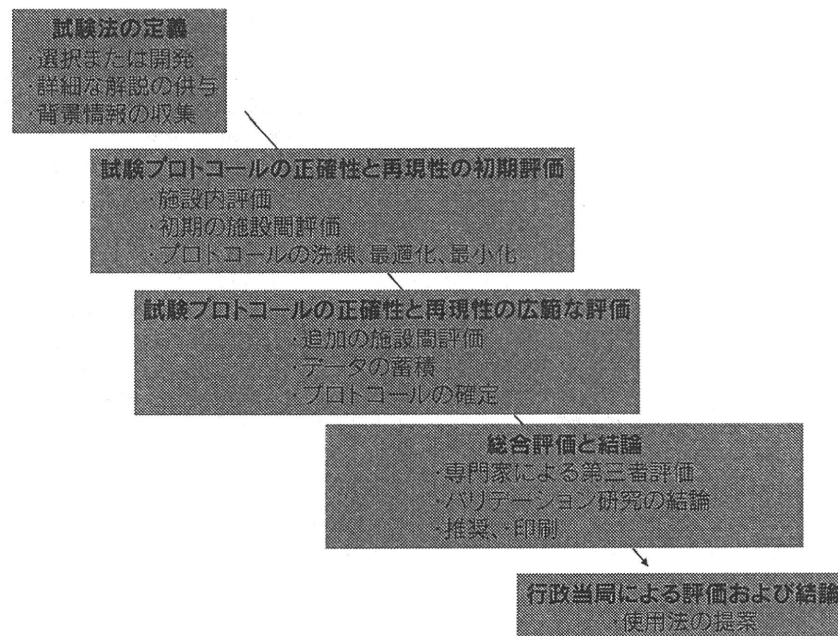 試験法の定義
・選択または開発
・詳細な解説の供与
・背景情報の収集
試験プロトコールの正確性と再現性の初期評価
・施設内評価
・初期の施設間評価
・プロトコールの洗練、最適化、最小化
試験プロトコールの正確性と再現性の広範な評価
・追加の施設間評価
・データの蓄積
・プロトコールの確定
総合評価と結論
・専門家による第三者評価
・バリデーション研究の結論
・推奨、・印刷
行政当局による評価および結論
・使用法の提案